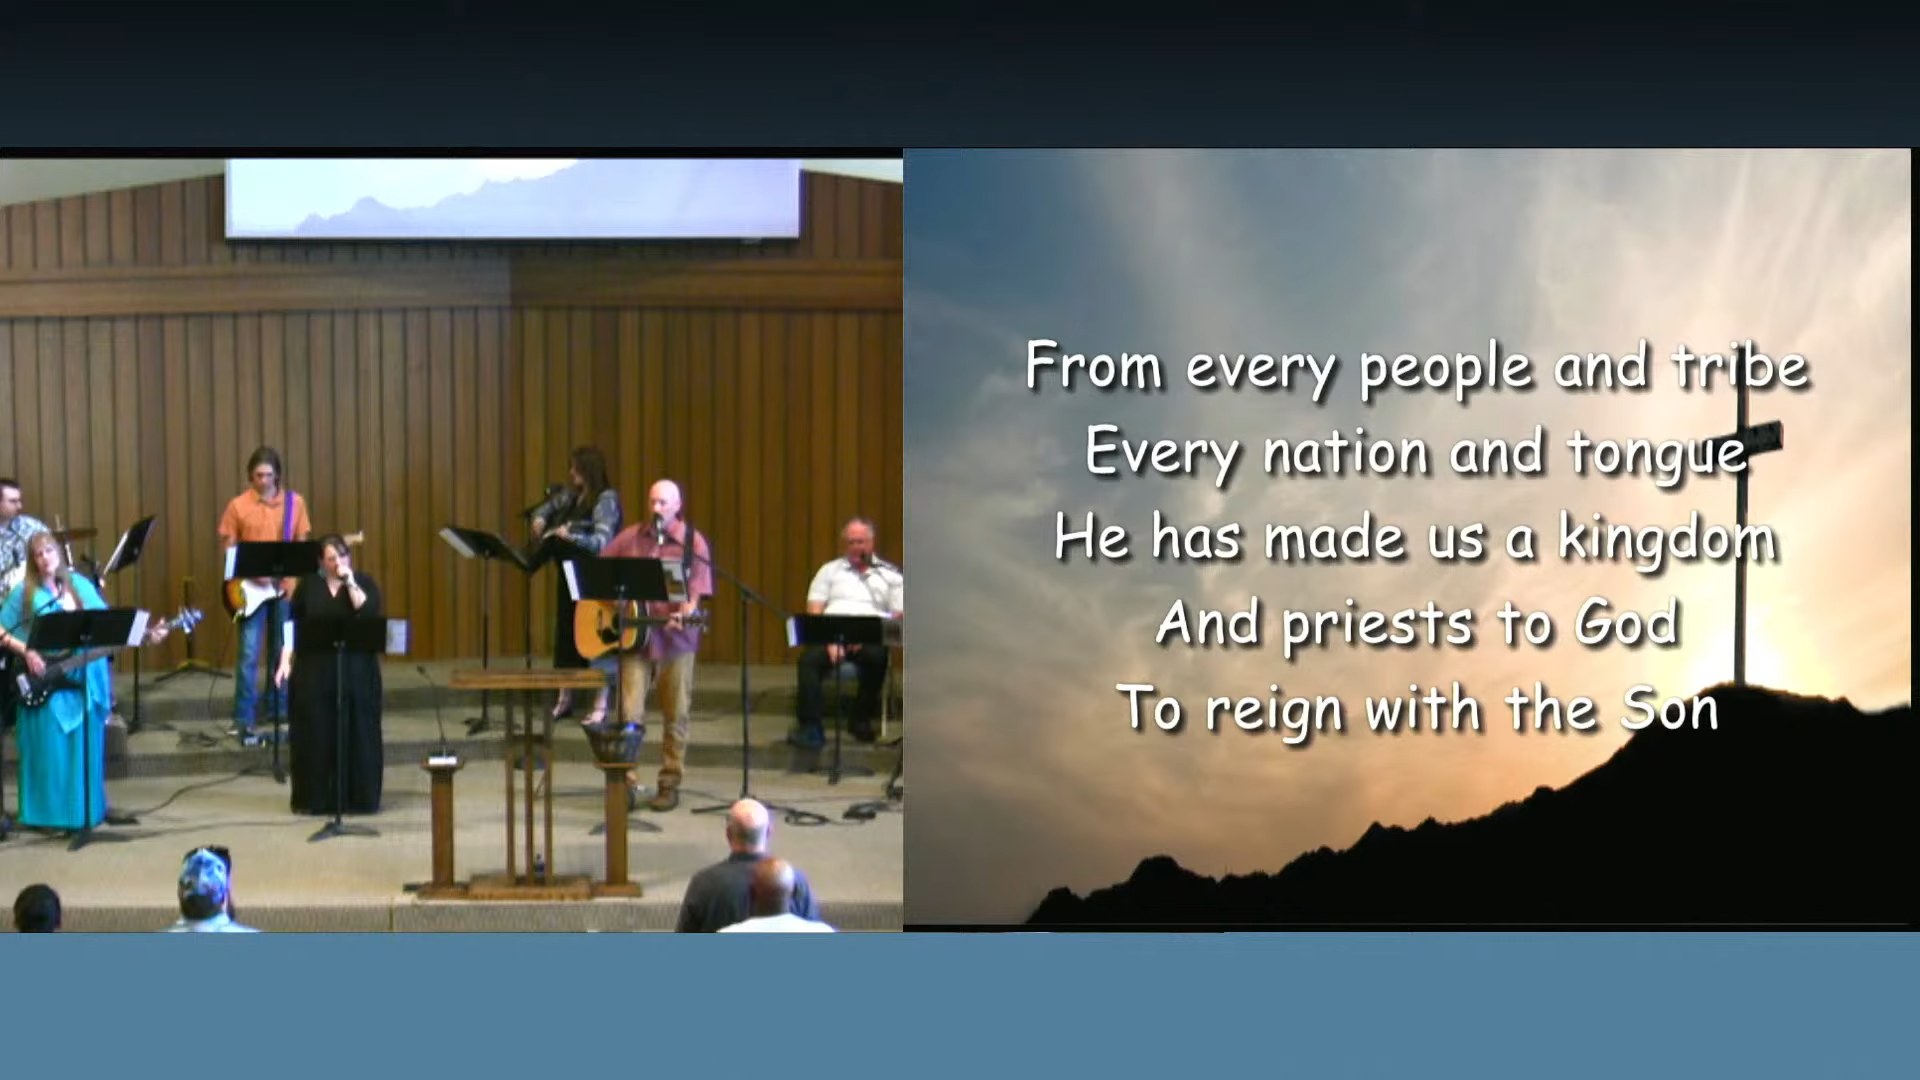 From every people and tribe
Every nation and tongue
He has made us a kingdom
And priests to God
To reign with the Son